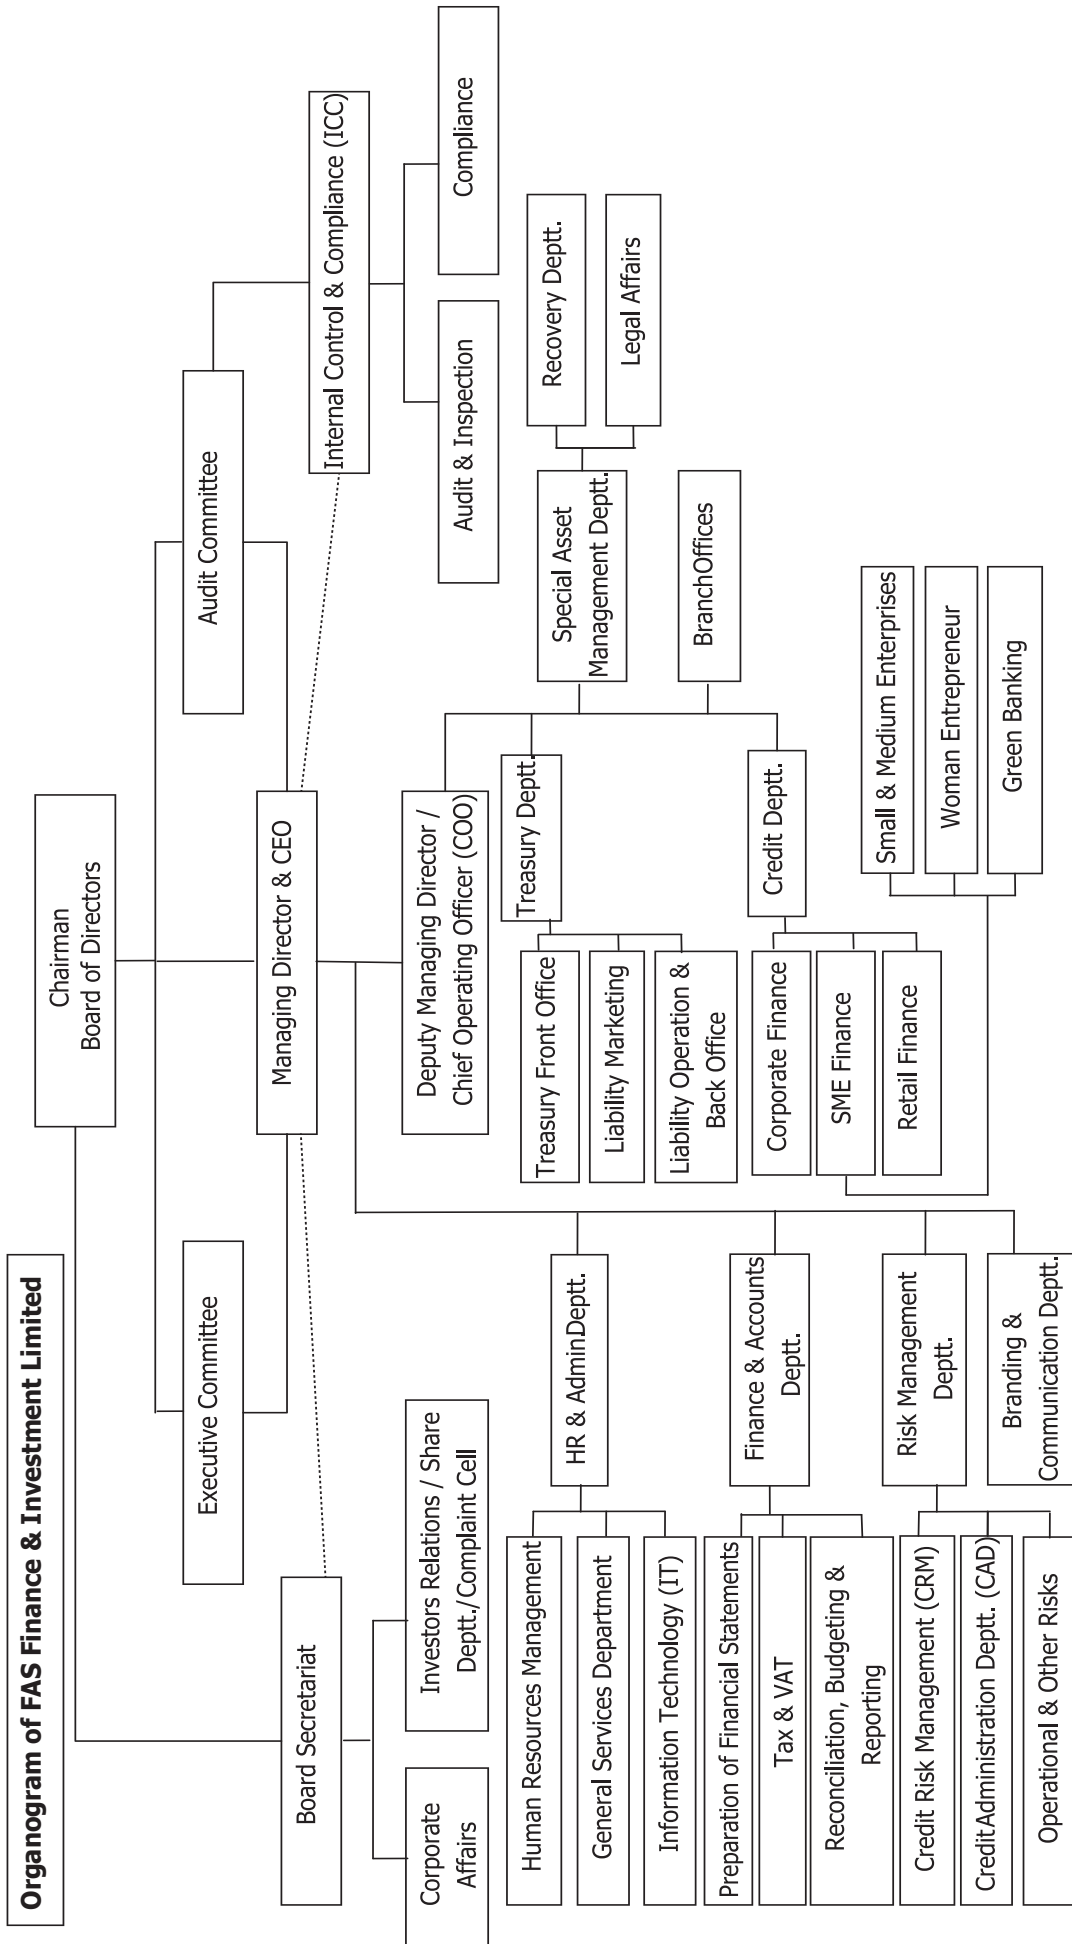 Organogram of FAS Finance & Investment Limited
Chairman
Board of Directors
Executive Committee
Audit Committee
Board Secretariat
Managing Director & CEO
Internal Control & Compliance (ICC)
Corporate
Affairs
Investors Relations / Share
Deptt./Complaint Cell
Deputy Managing Director /
Chief Operating Officer (COO)
Audit & Inspection
Compliance
Human Resources Management
General Services Department
Information Technology (IT)
HR & Admin.Deptt.
Preparation of Financial Statements
Tax & VAT
Reconciliation, Budgeting &
Reporting
Finance & Accounts
Deptt.
Credit Risk Management (CRM)
Credit Administration Deptt. (CAD)
Operational & Other Risks
Risk Management
Deptt.
Branding &
Communication Deptt.
Treasury Deptt.
Treasury Front Office
Liability Marketing
Liability Operation &
Back Office
Credit Deptt.
Corporate Finance
SME Finance
Retail Finance
Special Asset
Management Deptt.
Recovery Deptt.
Legal Affairs
BranchOffices
Small & Medium Enterprises
Woman Entrepreneur
Green Banking